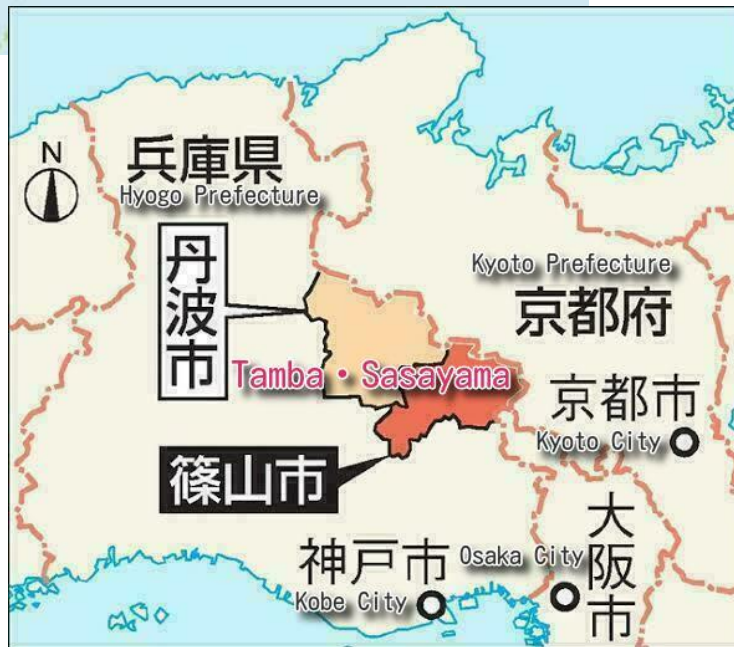 N
兵庫県
Hyogo Prefecture
丹波市
Kyoto Prefecture
京都府
Tamba・Sasayama
京都市
Kyoto City
篠山市
大阪市
Osaka City
神戸市
Kobe City